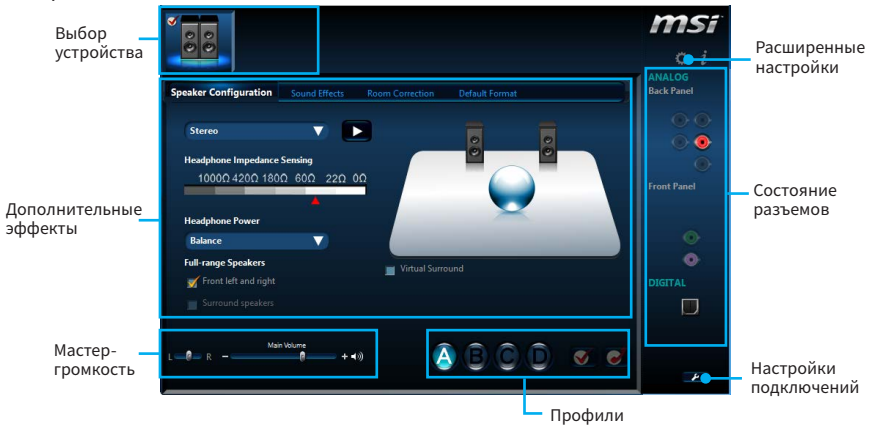 Выбор
устройства
msi
Расширенные
настройки
ANALOG
Back Panel
Speaker Configuration
Sound Effects
Room Correction
Default Format
Stereo
Headphone Impedance Sensing
1000Ω 420Ω 180Ω 60Ω 22Ω 0Ω
Front Panel
Состояние
разъемов
Дополнительные
эффекты
Headphone Power
Balance
Full-range Speakers
Front left and right
Surround speakers
Virtual Surround
DIGITAL
Мастер-
громкость
Main Volume
L R - +
A B C D
Настройки
подключений
Профили